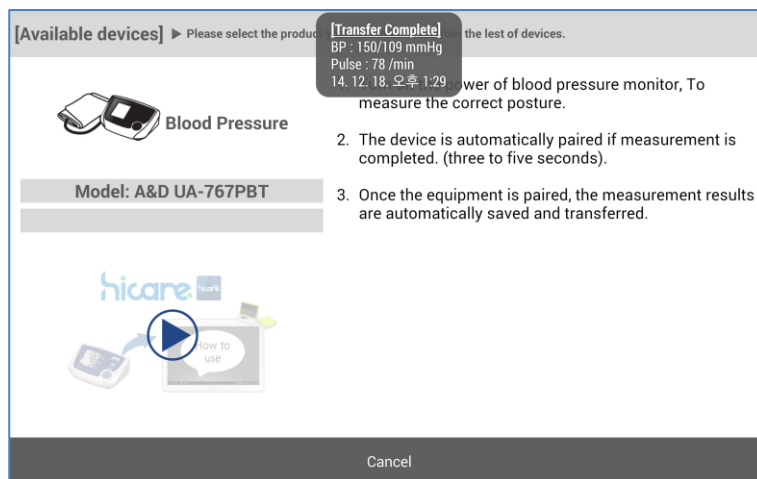 [Available devices] ▶ Please select the product the lest of devices.
[Transfer Complete]
BP : 150/109 mmHg
Pulse : 78 /min
14. 12. 18. 오후 1:29
power of blood pressure monitor, To
measure the correct posture.
Blood Pressure
2. The device is automatically paired if measurement is
completed. (three to five seconds).
Model: A&D UA-767PBT
3. Once the equipment is paired, the measurement results
are automatically saved and transferred.
hicare
hicare
How to
use
Cancel